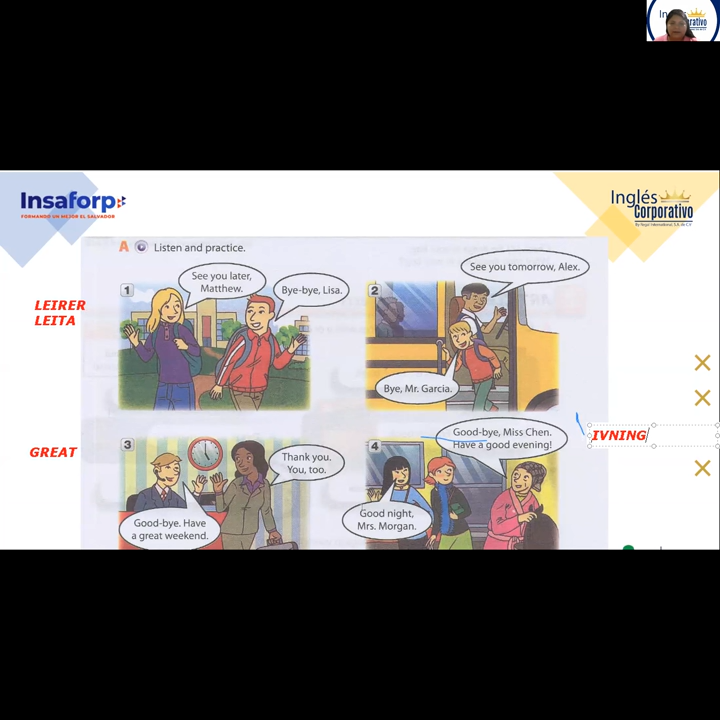 Insaforp
FORMANDO UN MEJOR EL SALVADOR
Inglés
Corporativo
A Listen and practice.
1
See you later,
Matthew.
Bye-bye, Lisa.
2
See you tomorrow, Alex.
Bye, Mr. Garcia.
LEIRER
LEITA
GREAT
3
Thank you.
You, too.
Good-bye. Have
a great weekend.
4
Good-bye, Miss Chen.
Have a good evening!
Good night,
Mrs. Morgan.
IVNING